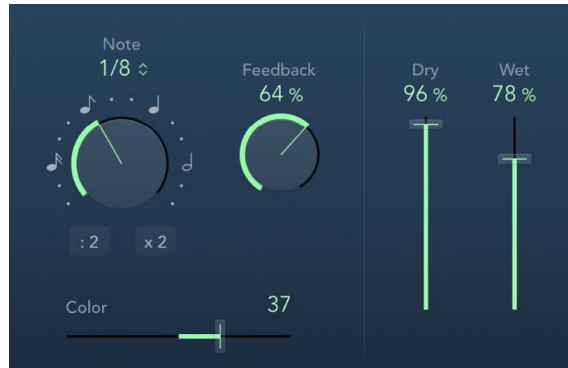 Note
1/8
Feedback
64 %
Dry
96 %
Wet
78 %
: 2
x 2
Color
37